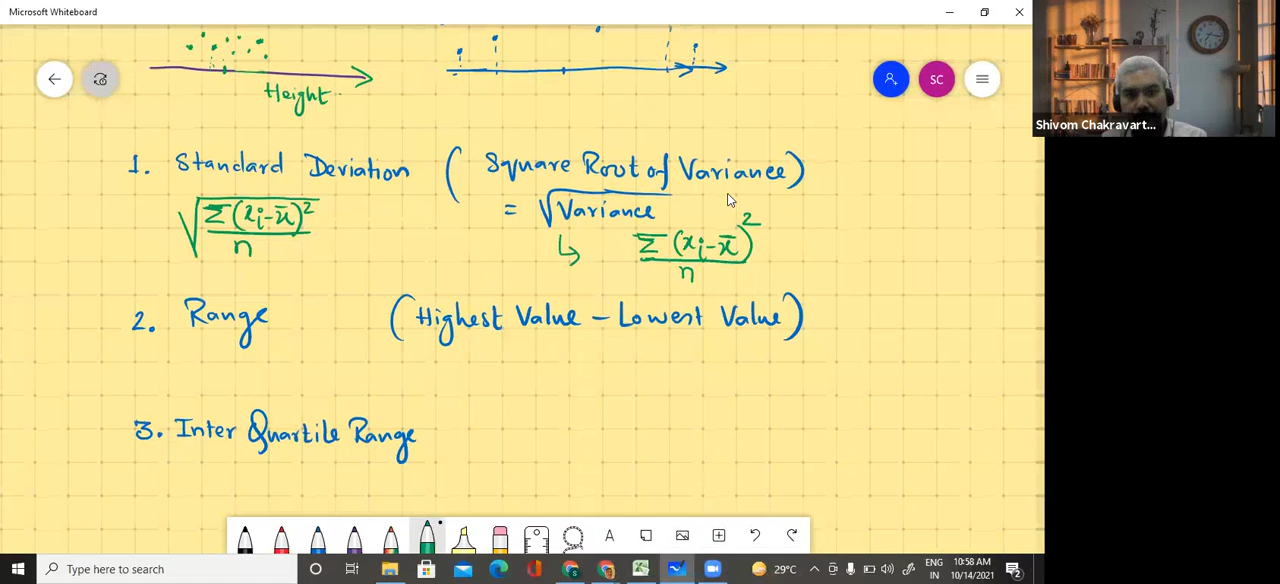 Microsoft Whiteboard
Height
SC
Shivom Chakravart...
1. Standard Deviation ( Square Root of Variance )
= √Variance
√(Σ(xi-x̄)²/n)
↳ Σ(xi-x̄)²/n
2. Range (Highest Value - Lowest Value)
3. Inter Quartile Range
A
Type here to search
29°C
ENG
IN
10:58 AM
10/14/2021
2